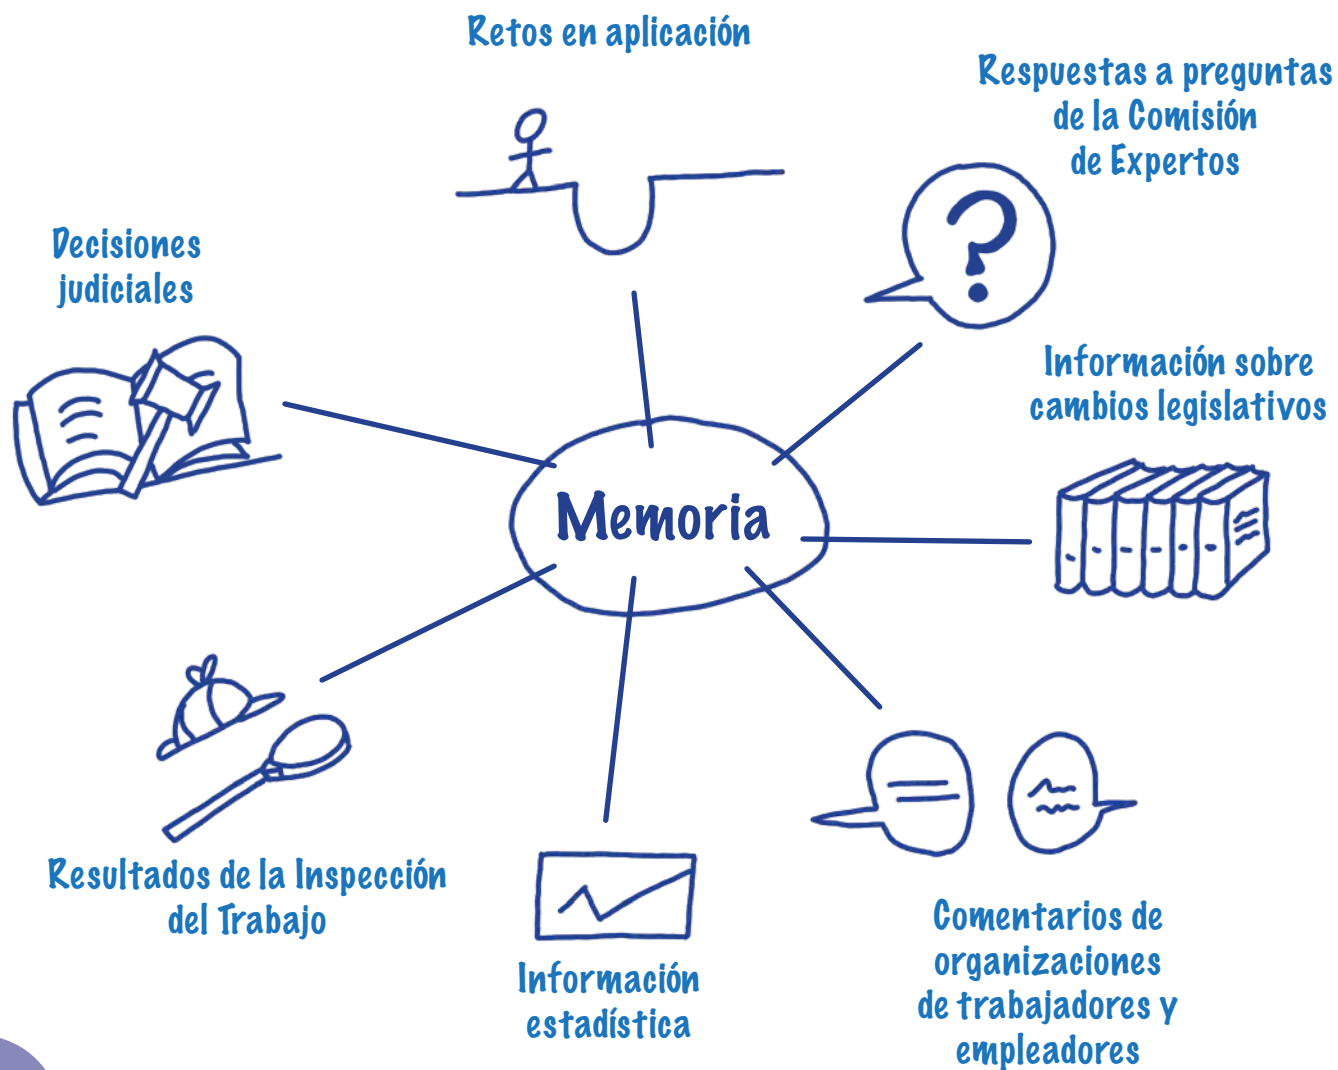 Retos en aplicación
Respuestas a preguntas
de la Comisión
de Expertos
Decisiones
judiciales
Información sobre
cambios legislativos
Memoria
Resultados de la Inspección
del Trabajo
Información
estadística
Comentarios de
organizaciones
de trabajadores y
empleadores